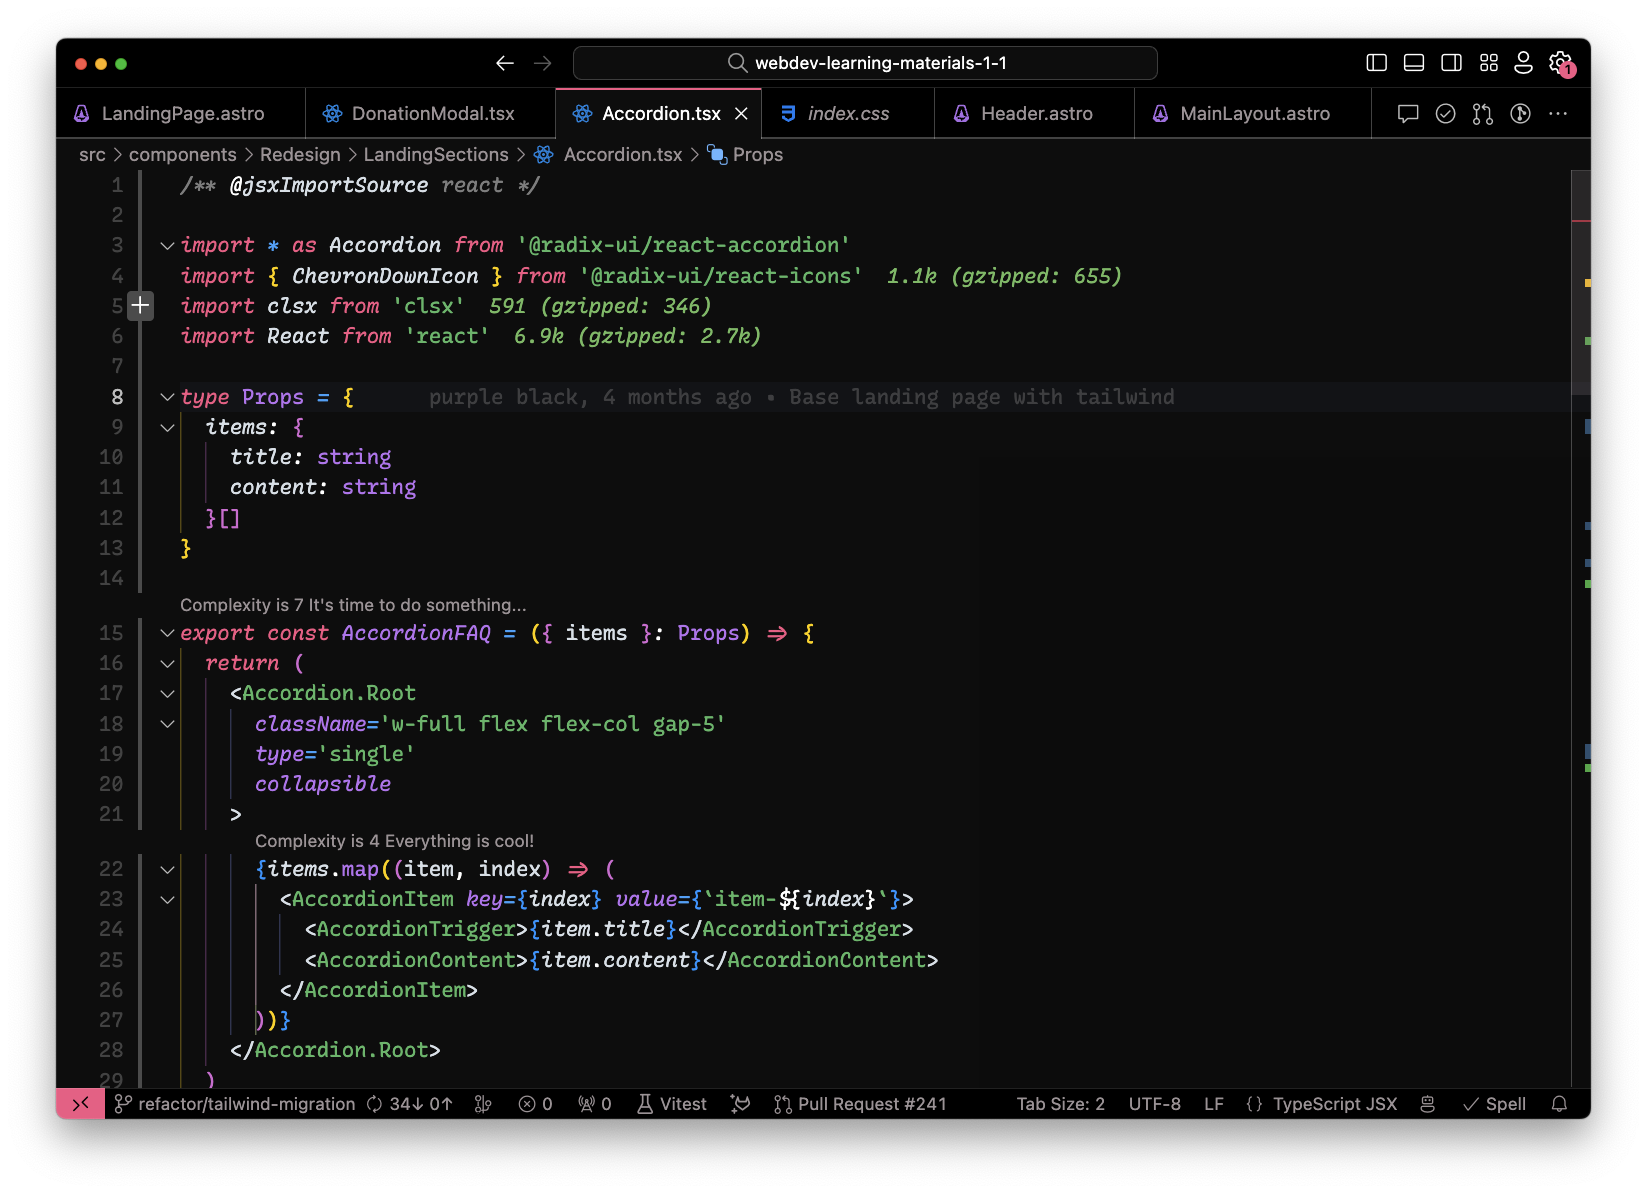 webdev-learning-materials-1-1
1
LandingPage.astro DonationModal.tsx Accordion.tsx index.css Header.astro MainLayout.astro
src > components > Redesign > LandingSections > Accordion.tsx > Props
1 /** @jsxImportSource react */
2
3 import * as Accordion from '@radix-ui/react-accordion'
4 import { ChevronDownIcon } from '@radix-ui/react-icons' 1.1k (gzipped: 655)
5 import clsx from 'clsx' 591 (gzipped: 346)
6 import React from 'react' 6.9k (gzipped: 2.7k)
7
8 type Props = { purple black, 4 months ago • Base landing page with tailwind
9 items: {
10 title: string
11 content: string
12 }[]
13 }
14
Complexity is 7 It's time to do something...
15 export const AccordionFAQ = ({ items }: Props) => {
16 return (
17 <Accordion.Root
18 className='w-full flex flex-col gap-5'
19 type='single'
20 collapsible
21 >
Complexity is 4 Everything is cool!
22 {items.map((item, index) => (
23 <AccordionItem key={index} value={`item-${index}`}>
24 <AccordionTrigger>{item.title}</AccordionTrigger>
25 <AccordionContent>{item.content}</AccordionContent>
26 </AccordionItem>
27 ))}
28 </Accordion.Root>
29 )
refactor/tailwind-migration 34↓ 0↑ 0 0 Vitest Pull Request #241 Tab Size: 2 UTF-8 LF {} TypeScript JSX Spell